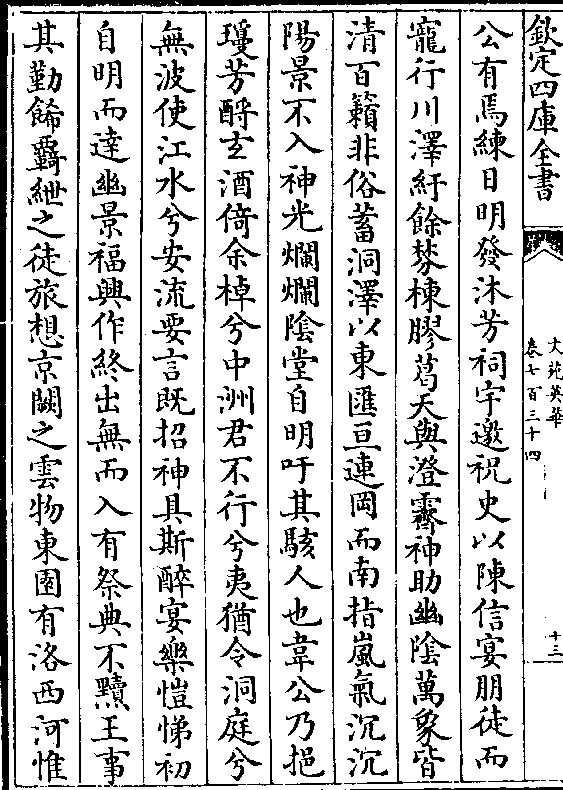 欽定四庫全書
文苑英華
卷七百三十四
十三
公有焉練日明發沐芳祠宇邀祝史以陳信宴朋徒而
寵行川澤紆餘棼棟膠葛天與澄霽神助幽陰萬象皆
清百籟非俗蓄洞澤以東匯亘連岡而南指嵐氣沉沉
陽景不入神光爛爛陰堂自明吁其駭人也韋公乃挹
瓊芳酹玄酒倚余棹兮中洲君不行兮夷猶令洞庭兮
無波使江水兮安流要言既招神具斯醉宴樂愷悌初
自明而達幽景福興作終出無而入有祭典不黷王事
其勤餙覊紲之徒旅想京闕之雲物東園有洛西河惟